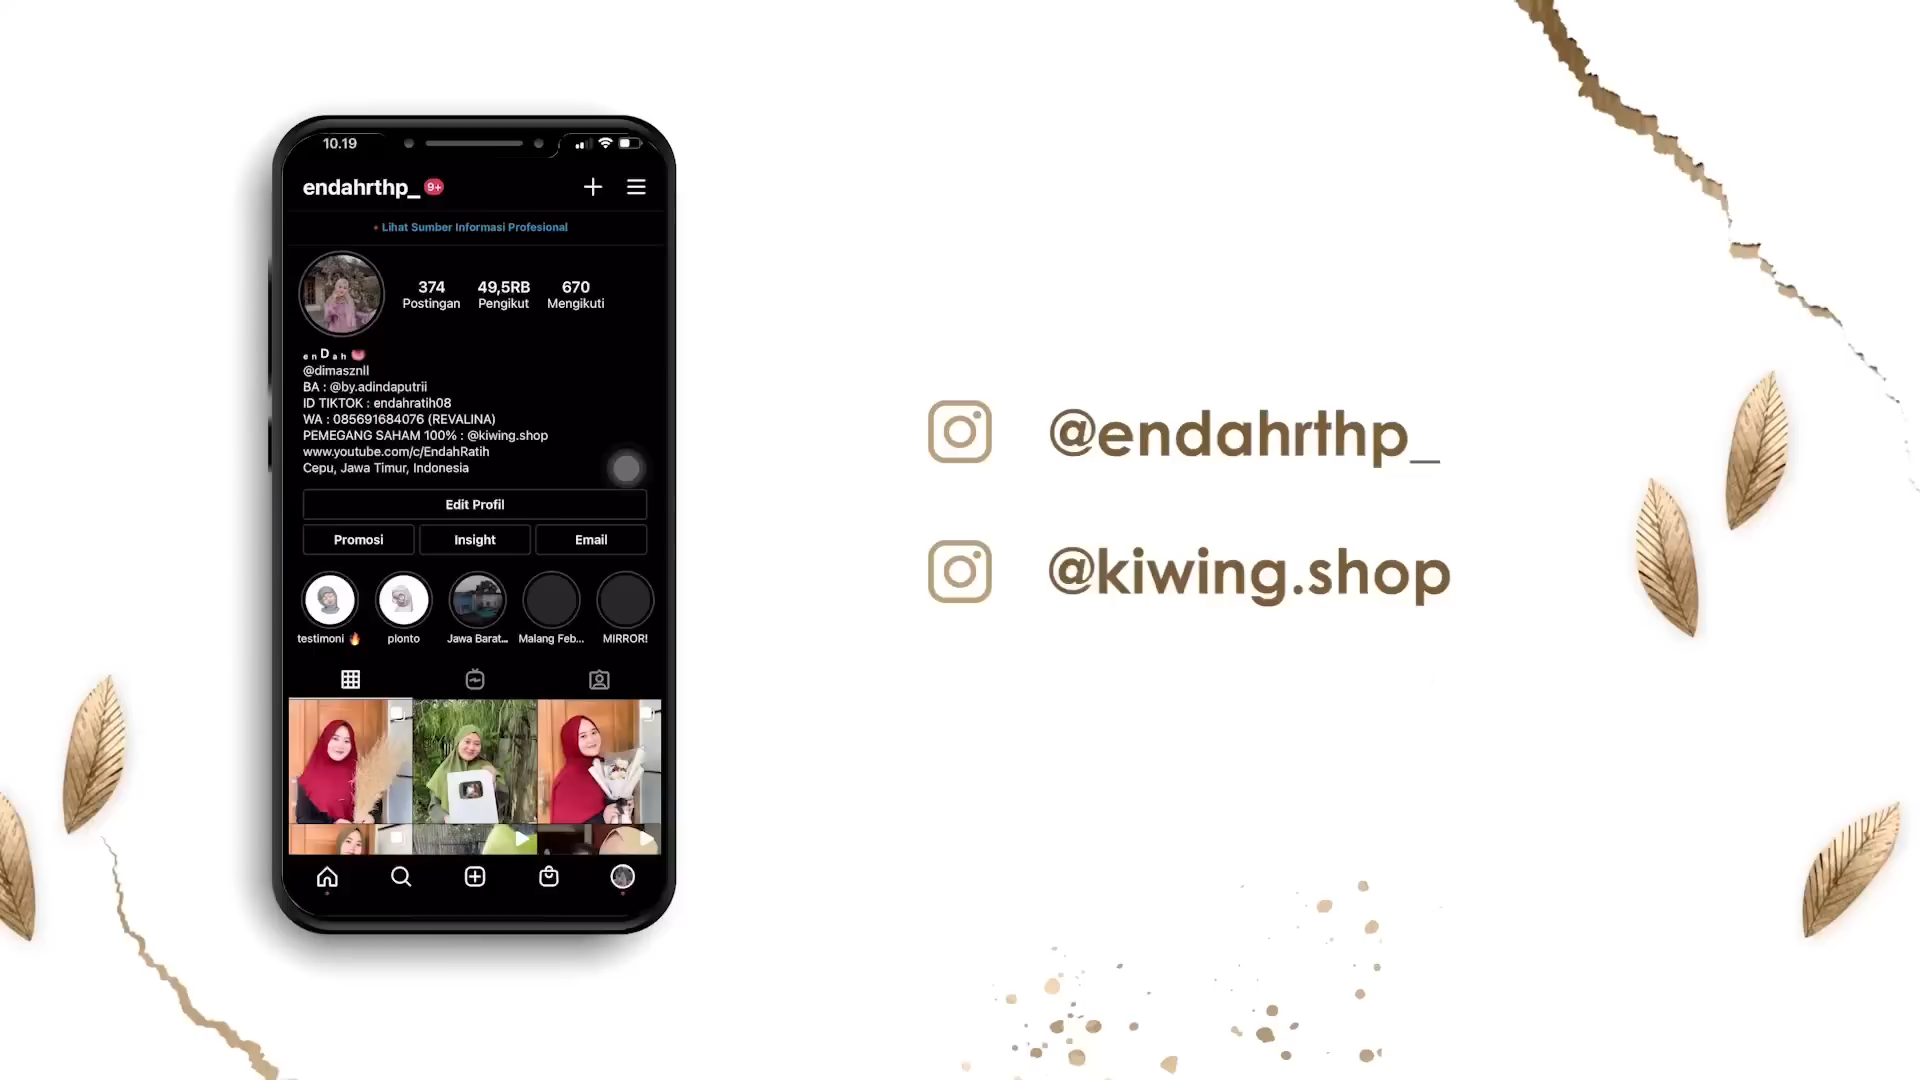 10.19
endahrthp_ 9+
Lihat Sumber Informasi Profesional
374 49,5RB 670
Postingan Pengikut Mengikuti
enDah
@dimasznll
BA : @by.adindaputrii
ID TIKTOK : endahratih08
WA : 085691684076 (REVALINA)
PEMEGANG SAHAM 100% : @kiwing.shop
www.youtube.com/c/EndahRatih
Cepu, Jawa Timur, Indonesia
Edit Profil
Promosi Insight Email
testimoni 🔥 plonto Jawa Barat... Malang Feb... MIRROR!
@endahrthp_
@kiwing.shop